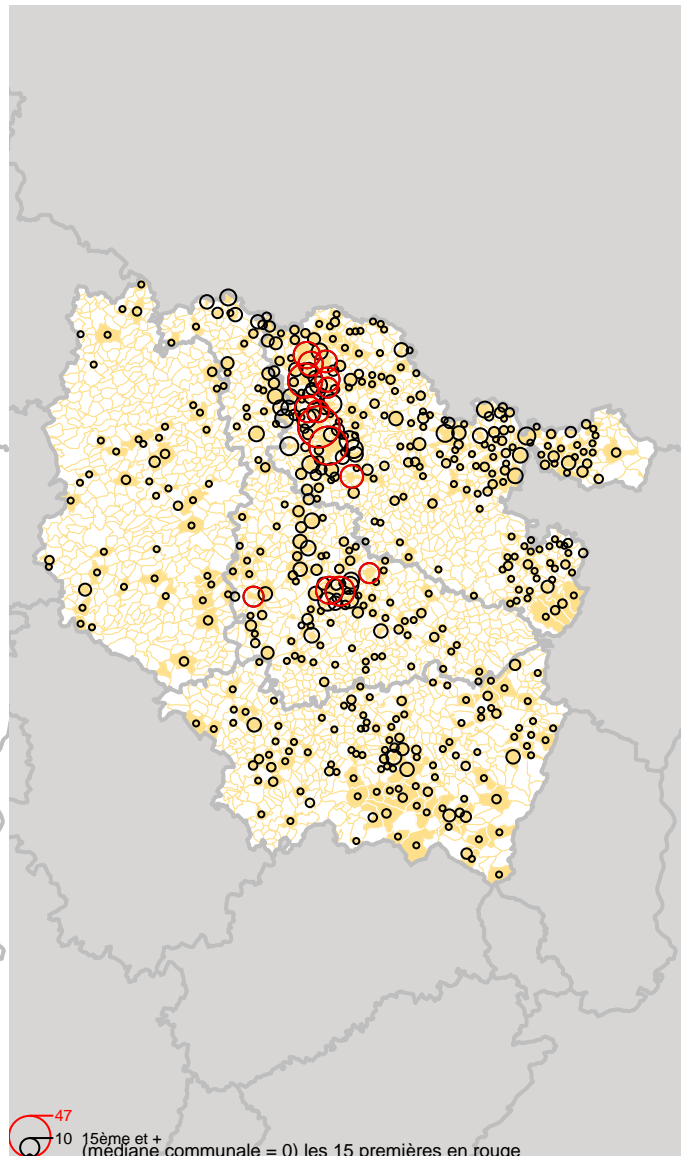 47
10 15ème et +
(médiane communale = 0) les 15 premières en rouge